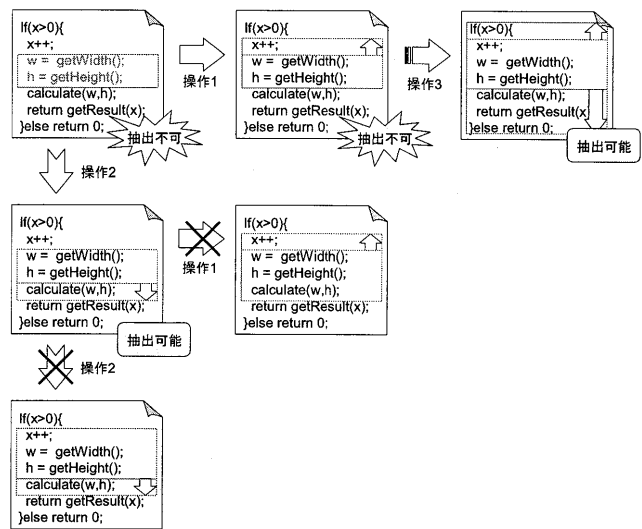 If(x>0){
x++;
w = getWidth();
h = getHeight();
calculate(w,h);
return getResult(x);
}else return 0;
抽出不可
操作1
If(x>0){
x++;
w = getWidth();
h = getHeight();
calculate(w,h);
return getResult(x);
}else return 0;
抽出不可
操作3
If(x>0){
x++;
w = getWidth();
h = getHeight();
calculate(w,h);
return getResult(x)
}else return 0;
抽出可能
操作2
If(x>0){
x++;
w = getWidth();
h = getHeight();
calculate(w,h);
return getResult(x);
}else return 0;
抽出可能
操作1
If(x>0){
x++;
w = getWidth();
h = getHeight();
calculate(w,h);
return getResult(x);
}else return 0;
操作2
If(x>0){
x++;
w = getWidth();
h = getHeight();
calculate(w,h);
return getResult(x);
}else return 0;